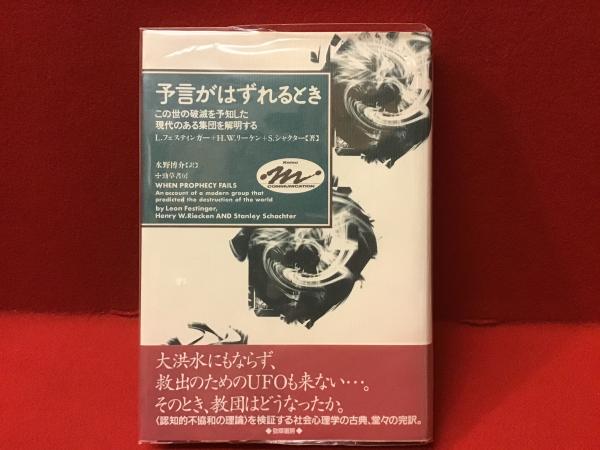 予言がはずれるとき
この世の破滅を予知した
現代のある集団を解明する
L.フェスティンガー＋H.W.リーケン＋S.シャクター【著】
水野博介【訳】
勁草書房
WHEN PROPHECY FAILS
An account of a modern group that
predicted the destruction of the world
by Leon Festinger,
Henry W.Riecken AND Stanley Schachter
Keiso
m
COMMUNICATION
大洪水にもならず、
救出のためのUFOも来ない…。
そのとき、教団はどうなったか。
〈認知的不協和の理論〉を検証する社会心理学の古典、堂々の完訳。
◆勁草書房◆